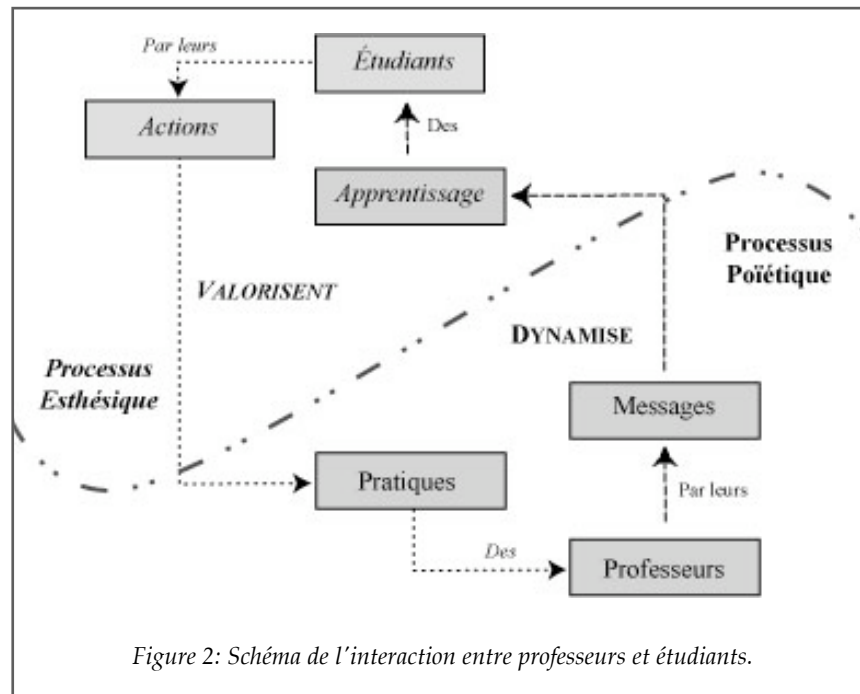 Par leurs
Étudiants
Actions
Des
Apprentissage
Processus
Poïétique
VALORISENT
DYNAMISE
Processus
Esthésique
Messages
Pratiques
Par leurs
Des
Professeurs
Figure 2: Schéma de l'interaction entre professeurs et étudiants.